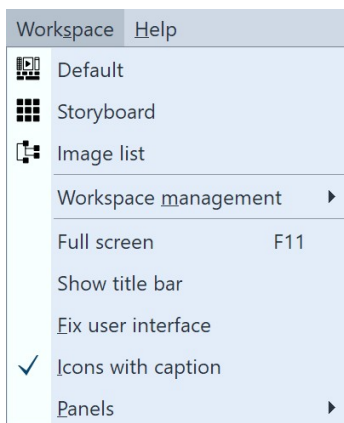 Workspace Help
Default
Storyboard
Image list
Workspace management
Full screen F11
Show title bar
Fix user interface
Icons with caption
Panels